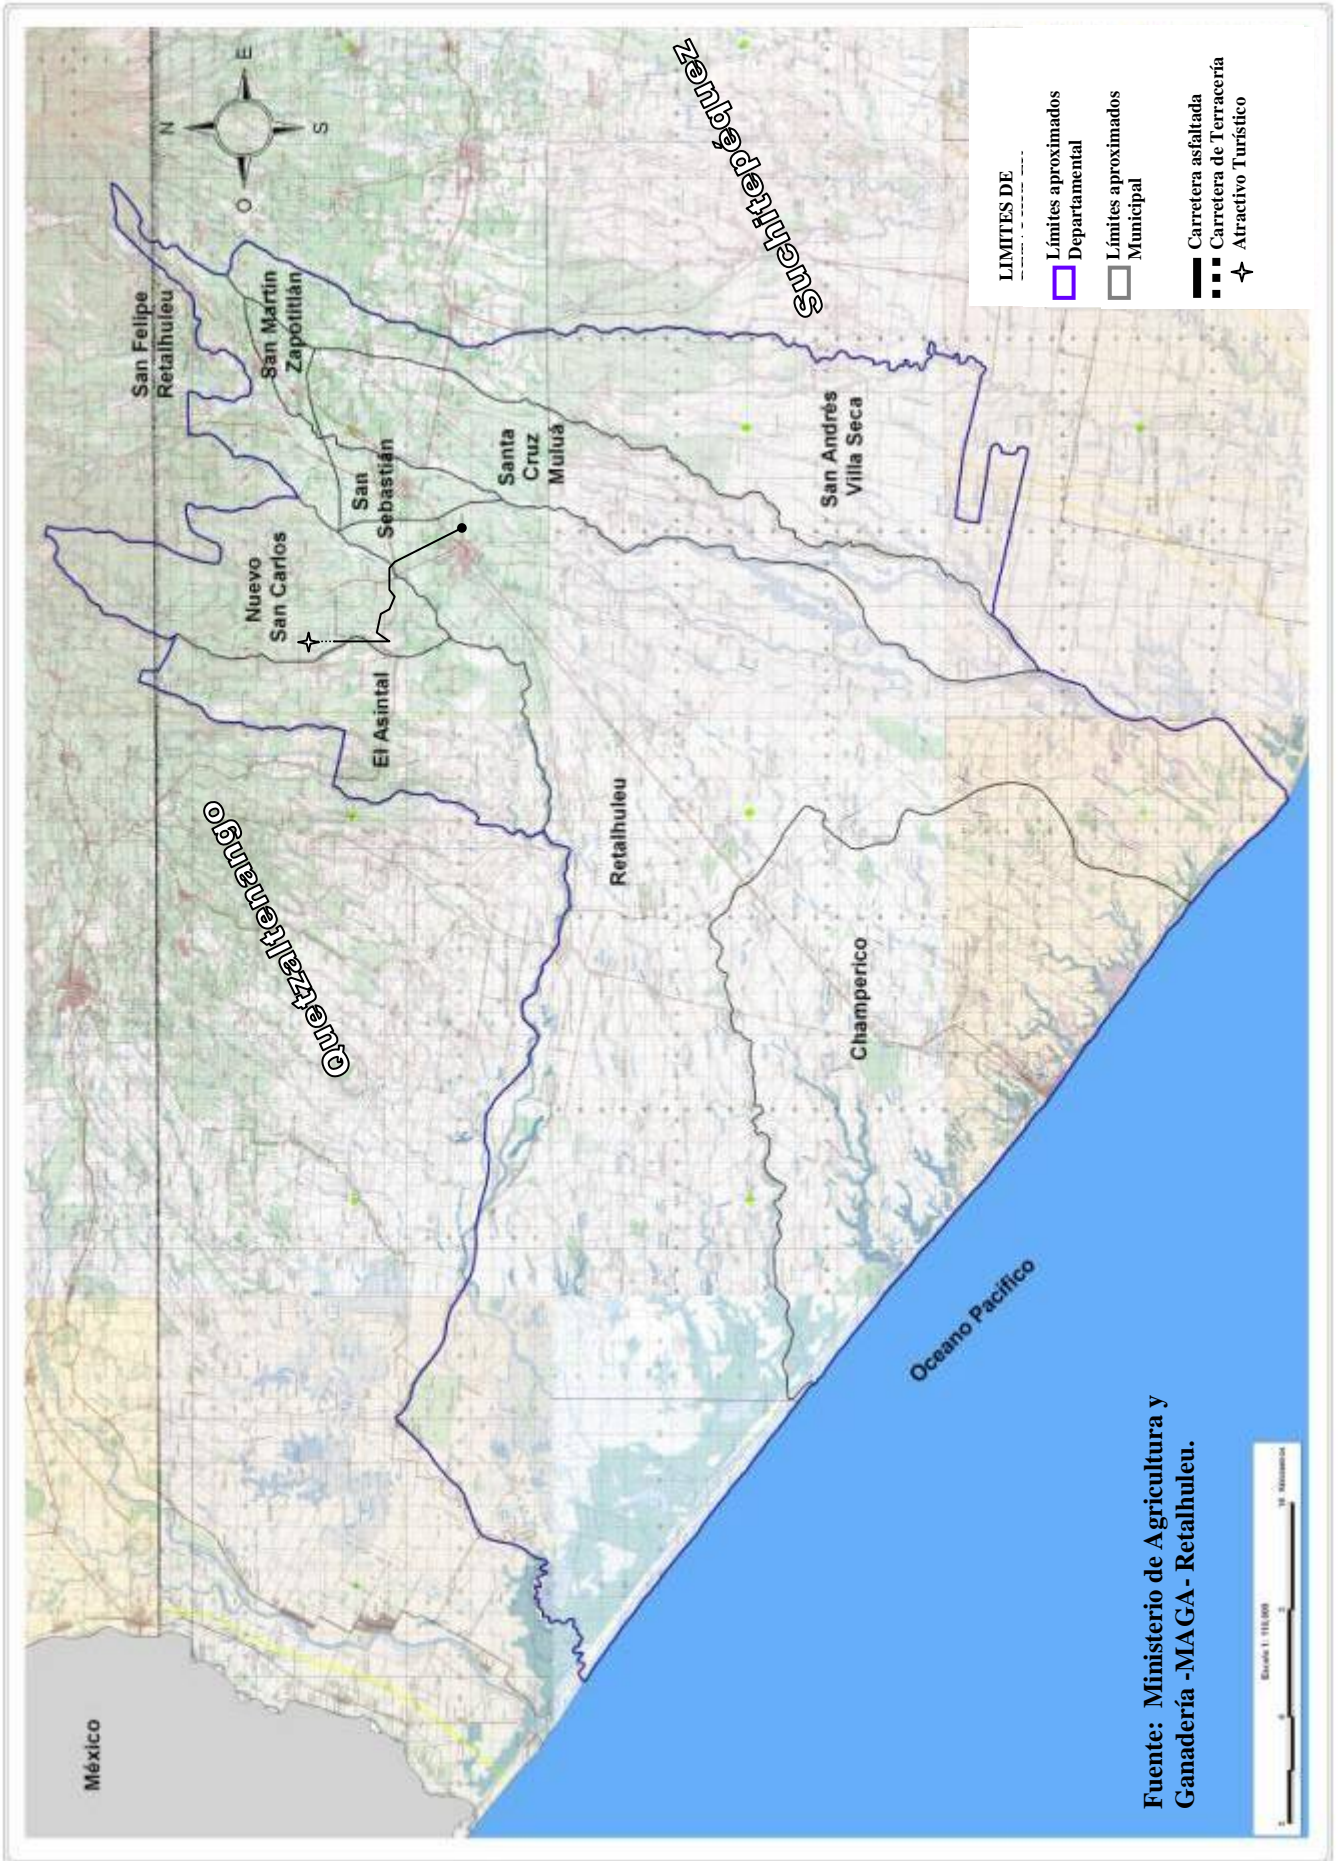 México
Quetzaltenango
Suchitepéquez
N
E
S
O
San Felipe
Retalhuleu
San Martín
Zapotitlán
Nuevo
San Carlos
San
Sebastián
Santa
Cruz
Muluá
El Asintal
San Andrés
Villa Seca
Retalhuleu
Champerico
Oceano Pacífico
LIMITES DE
Límites aproximados
Departamental
Límites aproximados
Municipal
Carretera asfaltada
Carretera de Terracería
Atractivo Turístico
Fuente: Ministerio de Agricultura y
Ganadería -MAGA- Retalhuleu.